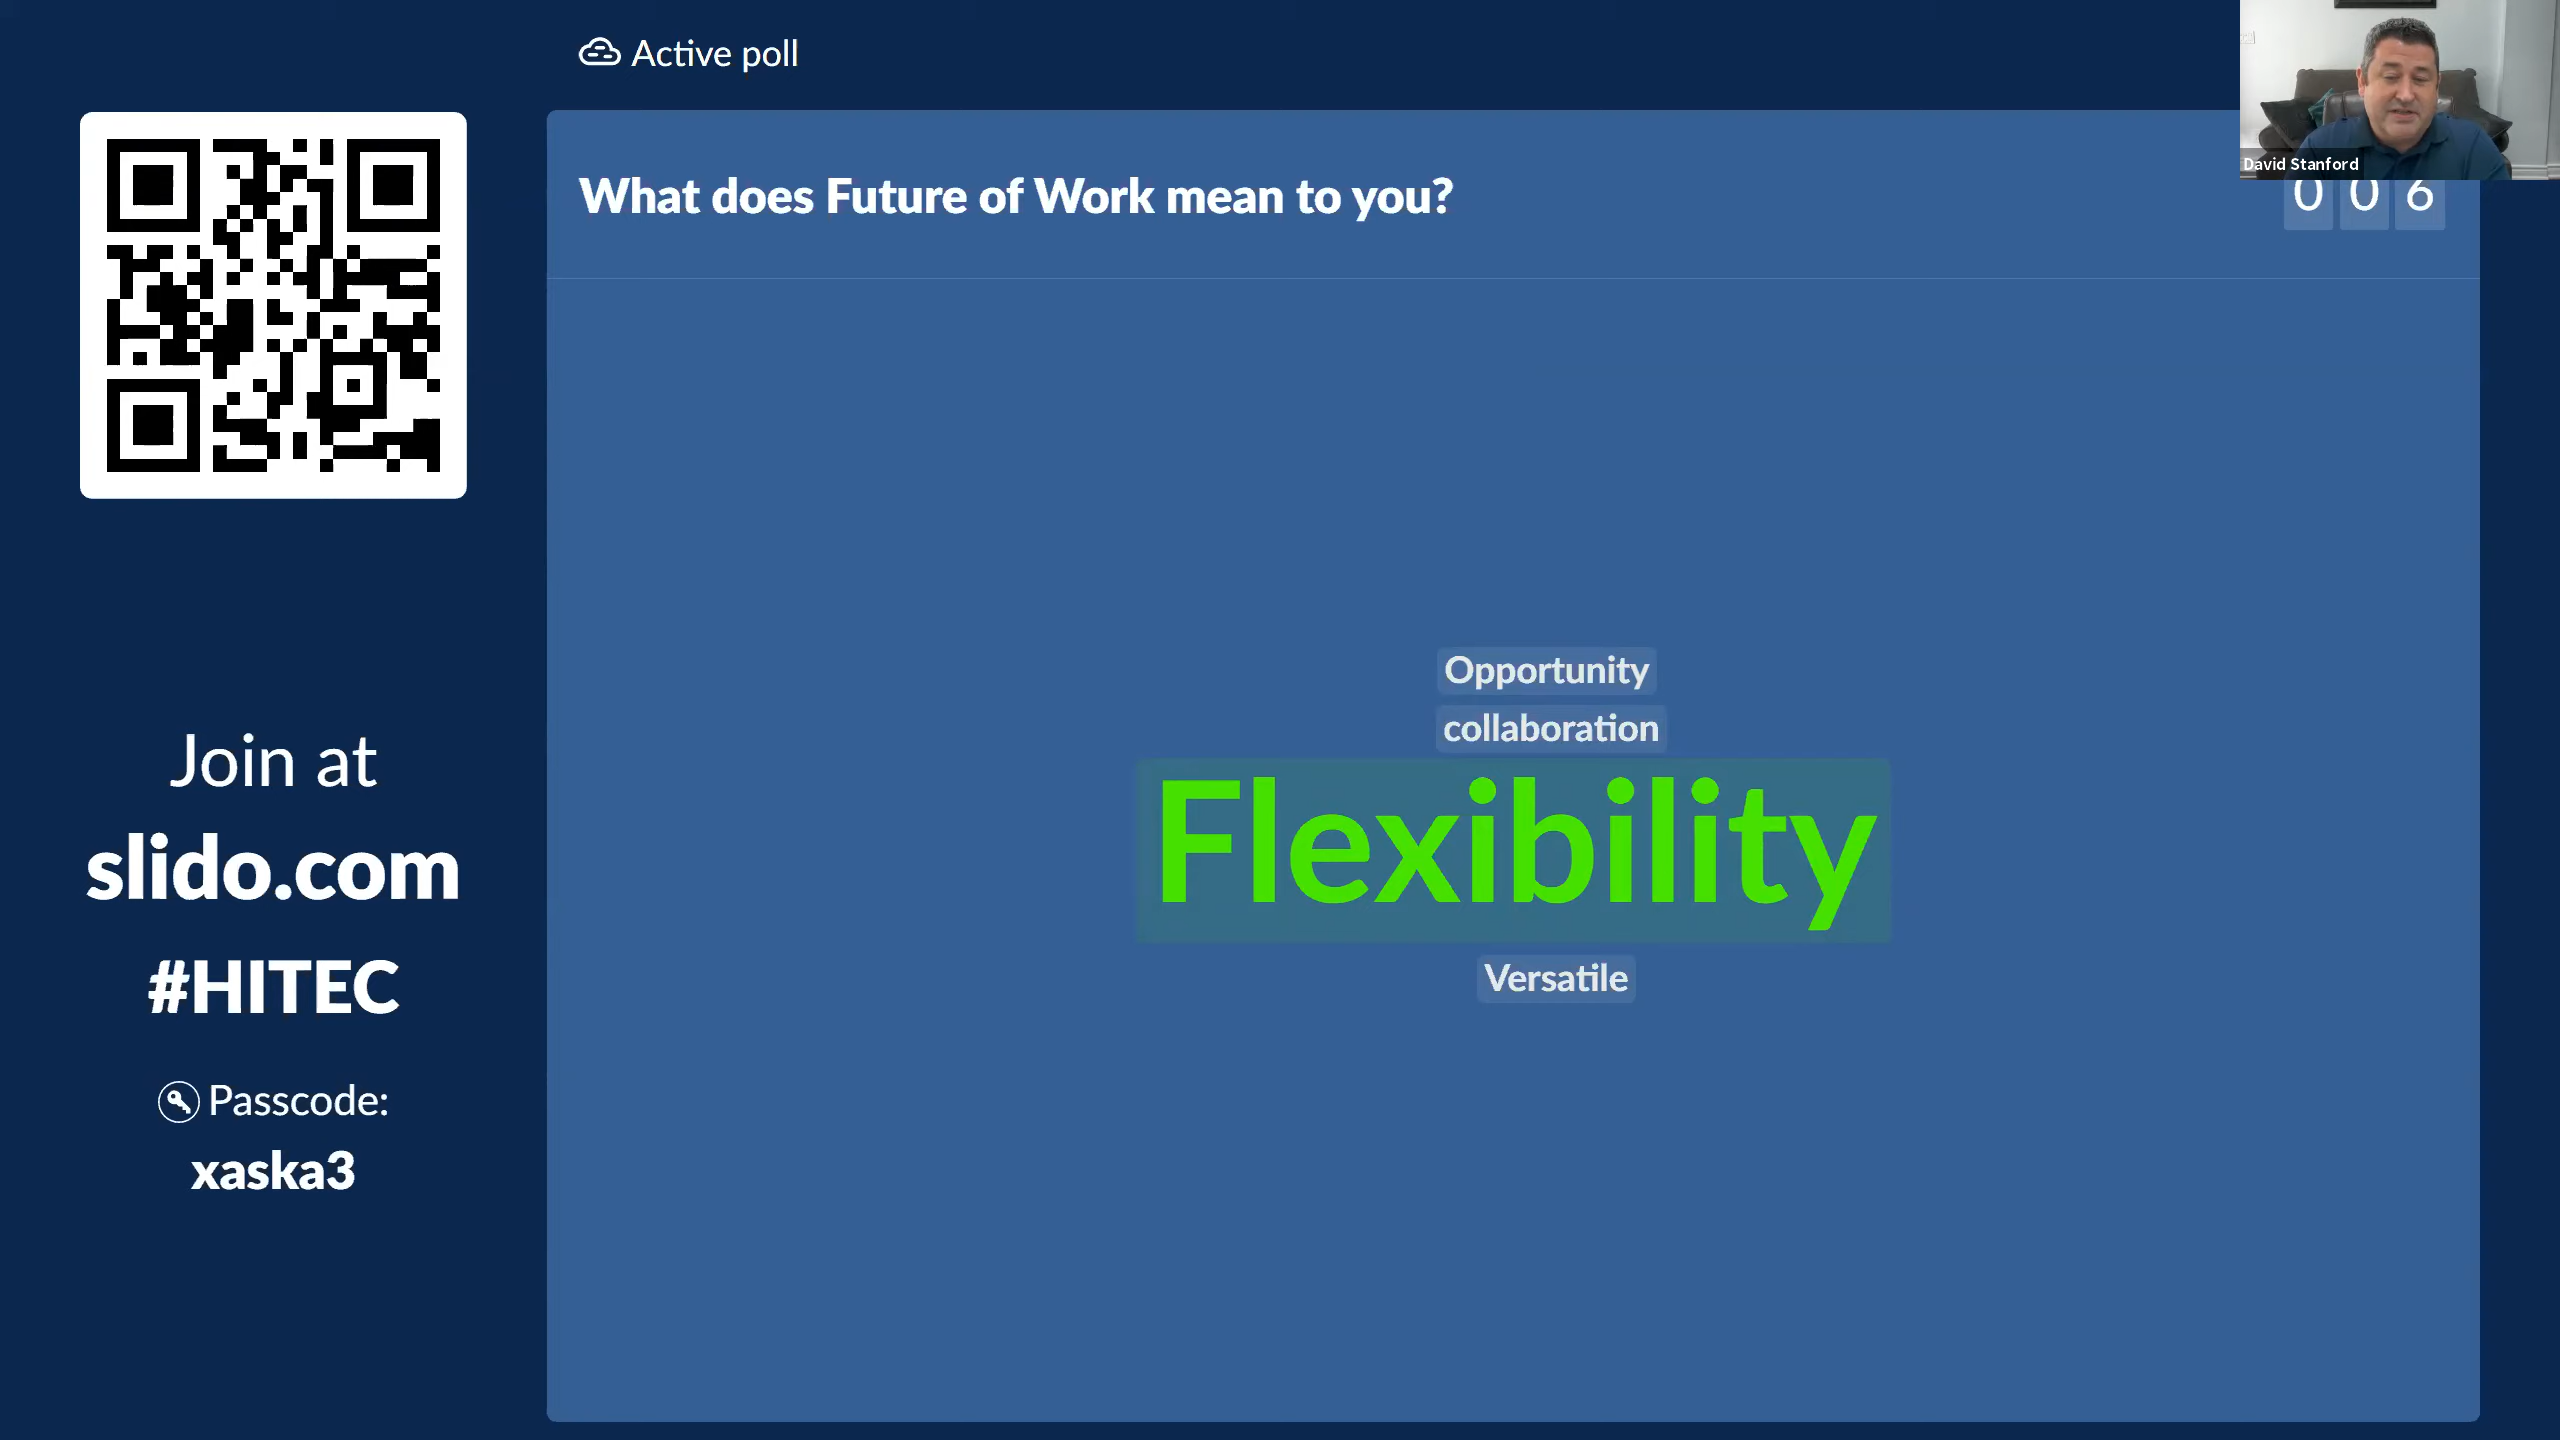 Active poll
What does Future of Work mean to you?
David Stanford
0 0 6
Join at
slido.com
#HITEC
Passcode:
xaska3
Opportunity
collaboration
Flexibility
Versatile